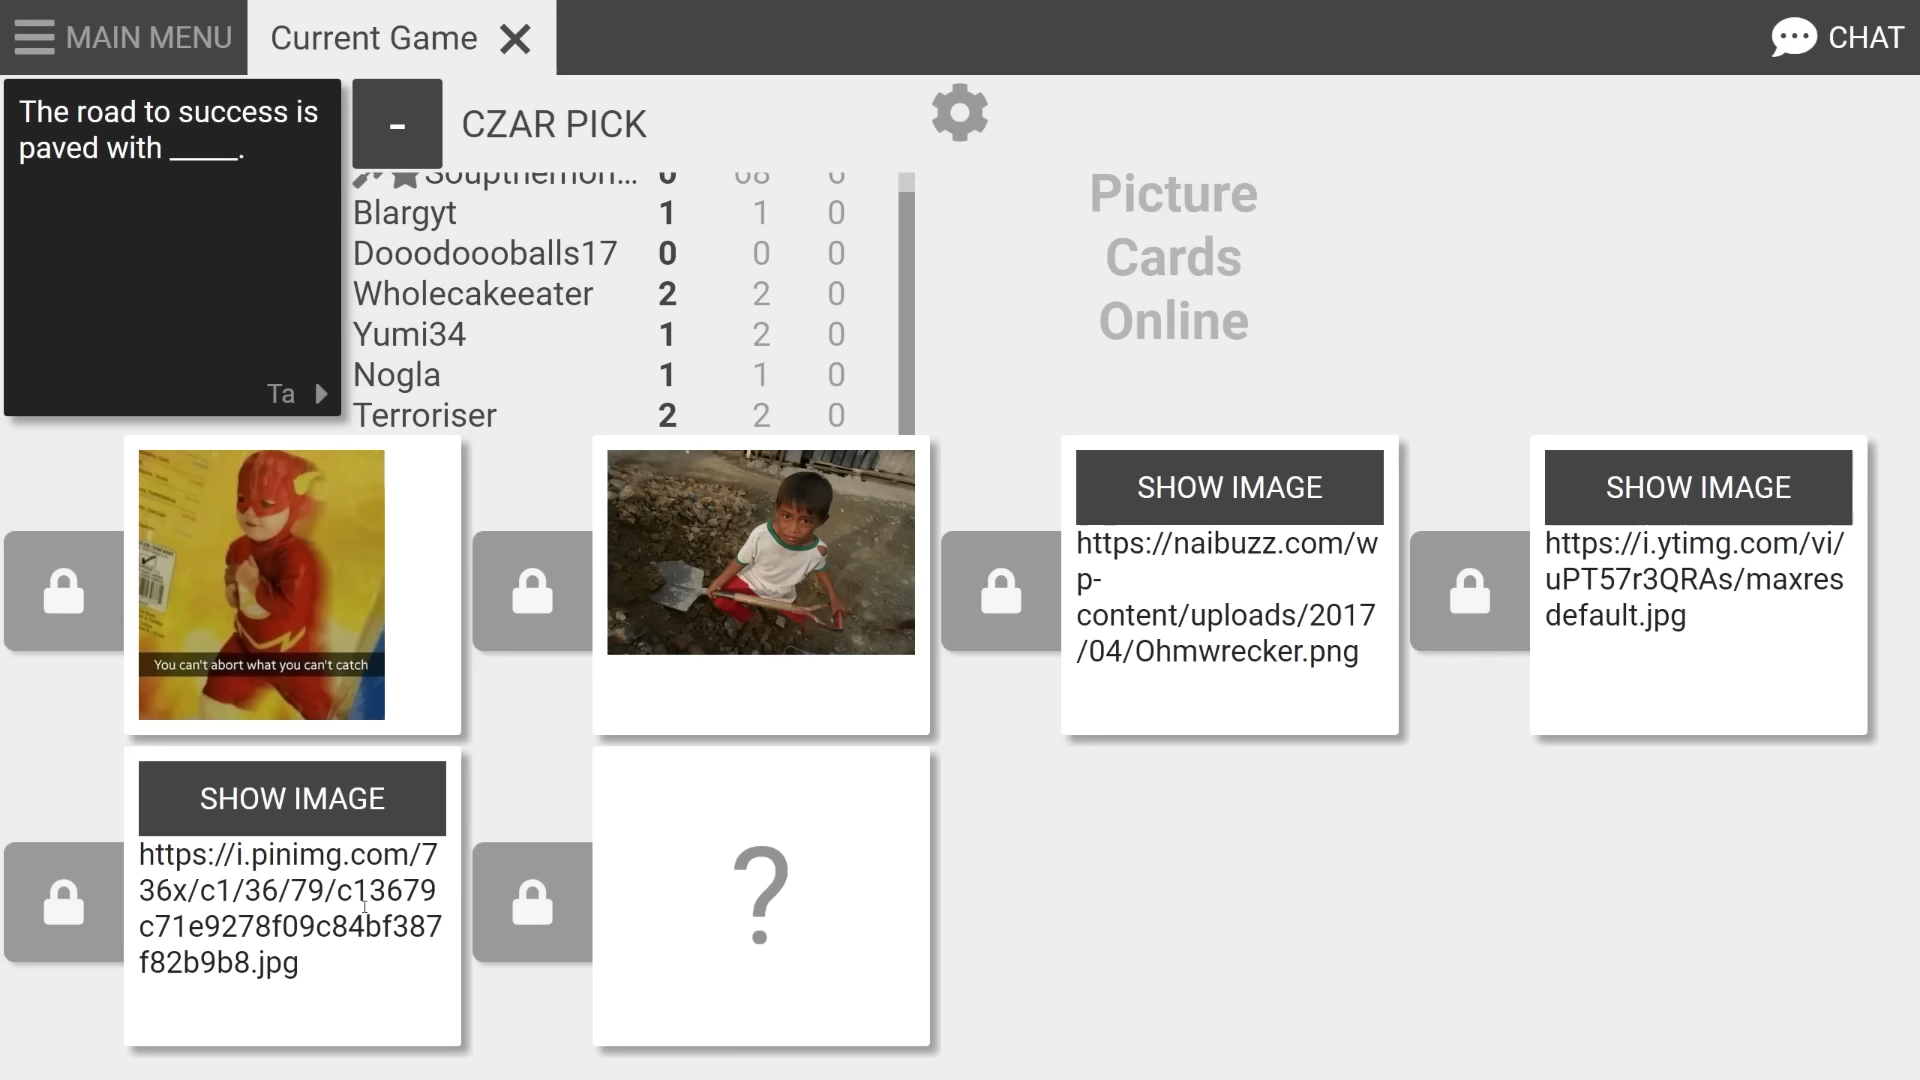 MAIN MENU
Current Game
CHAT
The road to success is
paved with _____.
Ta
-
CZAR PICK
Blargyt 1 1 0
Dooodoooballs17 0 0 0
Wholecakeeater 2 2 0
Yumi34 1 2 0
Nogla 1 1 0
Terroriser 2 2 0
Picture
Cards
Online
You can't abort what you can't catch
SHOW IMAGE
https://naibuzz.com/w
p-
content/uploads/2017
/04/Ohmwrecker.png
SHOW IMAGE
https://i.ytimg.com/vi/
uPT57r3QRAs/maxres
default.jpg
SHOW IMAGE
https://i.pinimg.com/7
36x/c1/36/79/c13679
c71e9278f09c84bf387
f82b9b8.jpg
?